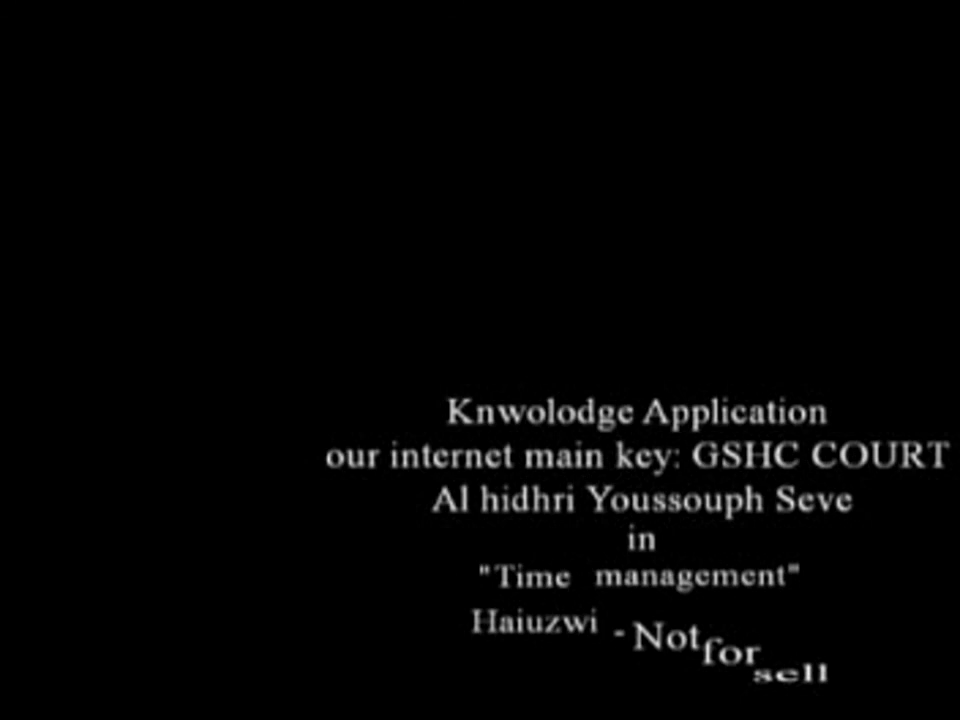 Knwolodge Application
our internet main key: GSHC COURT
Al hidhri Youssouph Seve
in
"Time management"
Haiuzwi - Not for sell